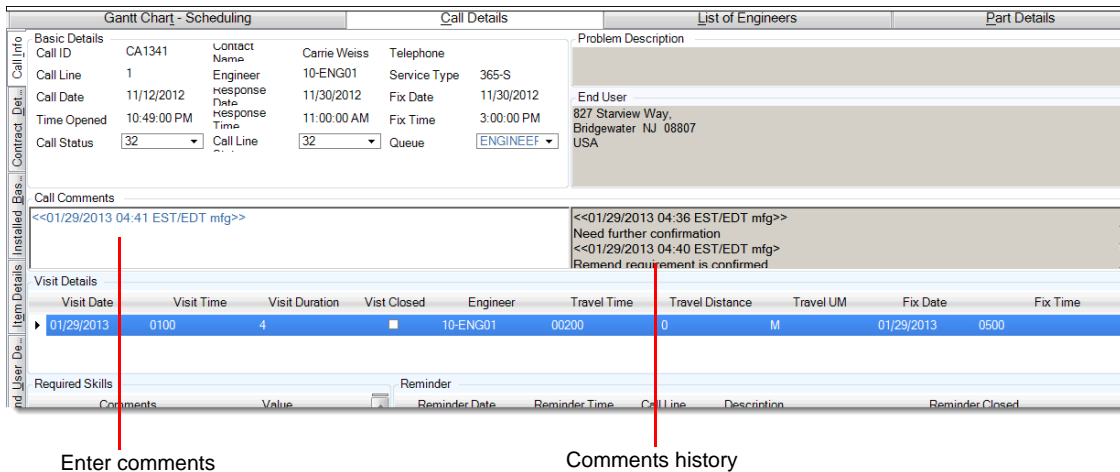 Gantt Chart - Scheduling Call Details List of Engineers Part Details
Call Info
Contract Det...
Installed Bas...
Item Details
nd User De...
Basic Details
Call ID CA1341 Contact Name Carrie Weiss Telephone
Call Line 1 Engineer 10-ENG01 Service Type 365-S
Call Date 11/12/2012 Response Date 11/30/2012 Fix Date 11/30/2012
Time Opened 10:49:00 PM Response Time 11:00:00 AM Fix Time 3:00:00 PM
Call Status 32 Call Line 32 Queue ENGINEEF
Problem Description
End User
827 Starview Way,
Bridgewater NJ 08807
USA
Call Comments
<<01/29/2013 04:41 EST/EDT mfg>>
<<01/29/2013 04:36 EST/EDT mfg>>
Need further confirmation
<<01/29/2013 04:40 EST/EDT mfg>
Remend requirement is confirmed
Visit Details
Visit Date Visit Time Visit Duration Vist Closed Engineer Travel Time Travel Distance Travel UM Fix Date Fix Time
01/29/2013 0100 4 10-ENG01 00200 0 M 01/29/2013 0500
Required Skills
Comments Value
Reminder
Reminder Date Reminder Time Call Line Description Reminder Closed
Enter comments
Comments history